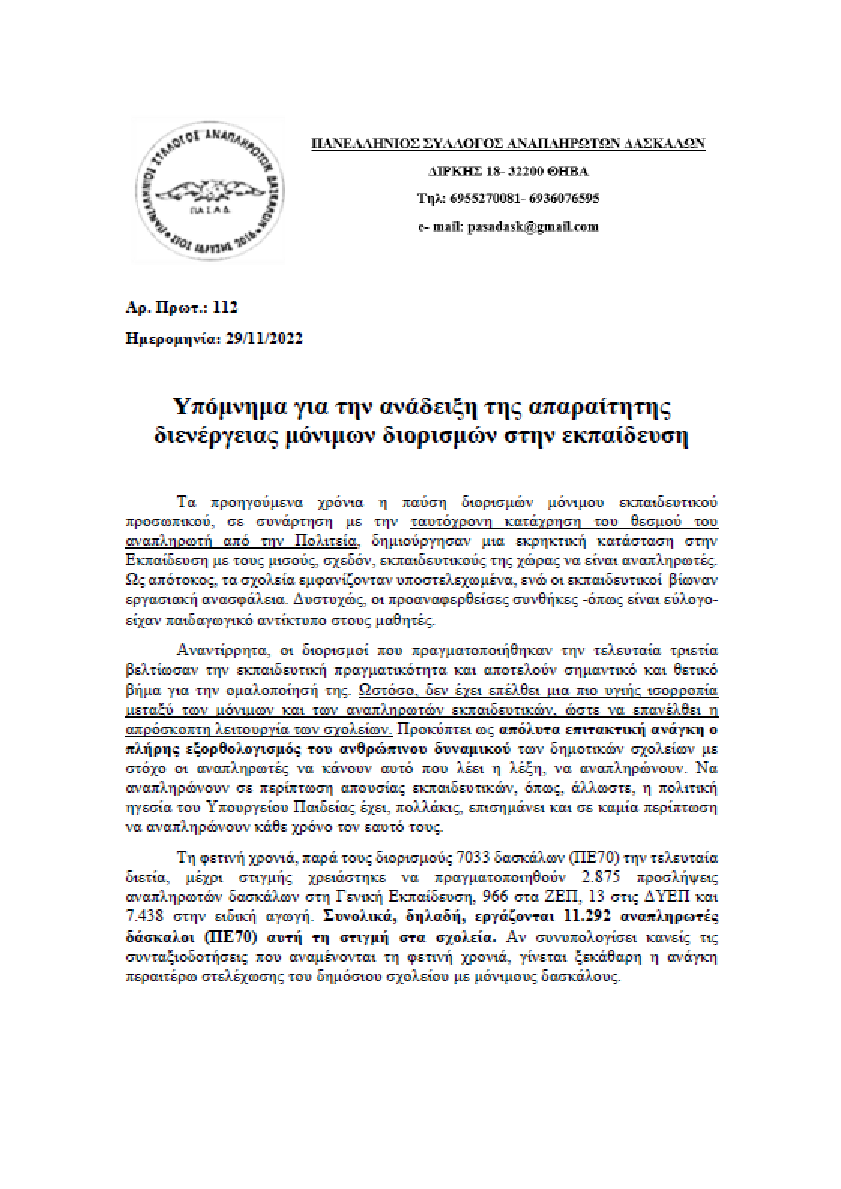 ΠΑΝΕΛΛΗΝΙΟΣ ΣΥΛΛΟΓΟΣ ΑΝΑΠΛΗΡΩΤΩΝ ΔΑΣΚΑΛΩΝ
ΠΑ.Σ.Α.Δ.
ΕΤΟΣ ΙΔΡΥΣΗΣ 2016
ΠΑΝΕΛΛΗΝΙΟΣ ΣΥΛΛΟΓΟΣ ΑΝΑΠΛΗΡΩΤΩΝ ΔΑΣΚΑΛΩΝ
ΔΙΡΚΗΣ 18- 32200 ΘΗΒΑ
Τηλ: 6955270081- 6936076595
e- mail: pasadask@gmail.com
Αρ. Πρωτ.: 112
Ημερομηνία: 29/11/2022
Υπόμνημα για την ανάδειξη της απαραίτητης
διενέργειας μόνιμων διορισμών στην εκπαίδευση
Τα προηγούμενα χρόνια η παύση διορισμών μόνιμου εκπαιδευτικού
προσωπικού, σε συνάρτηση με την ταυτόχρονη κατάχρηση του θεσμού του
αναπληρωτή από την Πολιτεία, δημιούργησαν μια εκρηκτική κατάσταση στην
Εκπαίδευση με τους μισούς, σχεδόν, εκπαιδευτικούς της χώρας να είναι αναπληρωτές.
Ως απότοκος, τα σχολεία εμφανίζονταν υποστελεχωμένα, ενώ οι εκπαιδευτικοί βίωναν
εργασιακή ανασφάλεια. Δυστυχώς, οι προαναφερθείσες συνθήκες -όπως είναι εύλογο-
είχαν παιδαγωγικό αντίκτυπο στους μαθητές.
Αναντίρρητα, οι διορισμοί που πραγματοποιήθηκαν την τελευταία τριετία
βελτίωσαν την εκπαιδευτική πραγματικότητα και αποτελούν σημαντικό και θετικό
βήμα για την ομαλοποίησή της. Ωστόσο, δεν έχει επέλθει μια πιο υγιής ισορροπία
μεταξύ των μόνιμων και των αναπληρωτών εκπαιδευτικών, ώστε να επανέλθει η
απρόσκοπτη λειτουργία των σχολείων. Προκύπτει ως απόλυτα επιτακτική ανάγκη ο
πλήρης εξορθολογισμός του ανθρώπινου δυναμικού των δημοτικών σχολείων με
στόχο οι αναπληρωτές να κάνουν αυτό που λέει η λέξη, να αναπληρώνουν. Να
αναπληρώνουν σε περίπτωση απουσίας εκπαιδευτικών, όπως, άλλωστε, η πολιτική
ηγεσία του Υπουργείου Παιδείας έχει, πολλάκις, επισημάνει και σε καμία περίπτωση
να αναπληρώνουν κάθε χρόνο τον εαυτό τους.
Τη φετινή χρονιά, παρά τους διορισμούς 7033 δασκάλων (ΠΕ70) την τελευταία
διετία, μέχρι στιγμής χρειάστηκε να πραγματοποιηθούν 2.875 προσλήψεις
αναπληρωτών δασκάλων στη Γενική Εκπαίδευση, 966 στα ΖΕΠ, 13 στις ΔΥΕΠ και
7.438 στην ειδική αγωγή. Συνολικά, δηλαδή, εργάζονται 11.292 αναπληρωτές
δάσκαλοι (ΠΕ70) αυτή τη στιγμή στα σχολεία. Αν συνυπολογίσει κανείς τις
συνταξιοδοτήσεις που αναμένονται τη φετινή χρονιά, γίνεται ξεκάθαρη η ανάγκη
περαιτέρω στελέχωσης του δημόσιου σχολείου με μόνιμους δασκάλους.